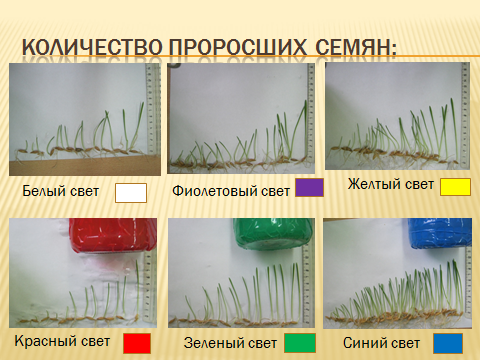 КОЛИЧЕСТВО ПРОРОСШИХ СЕМЯН:
Белый свет
Фиолетовый свет
Желтый свет
Красный свет
Зеленый свет
Синий свет